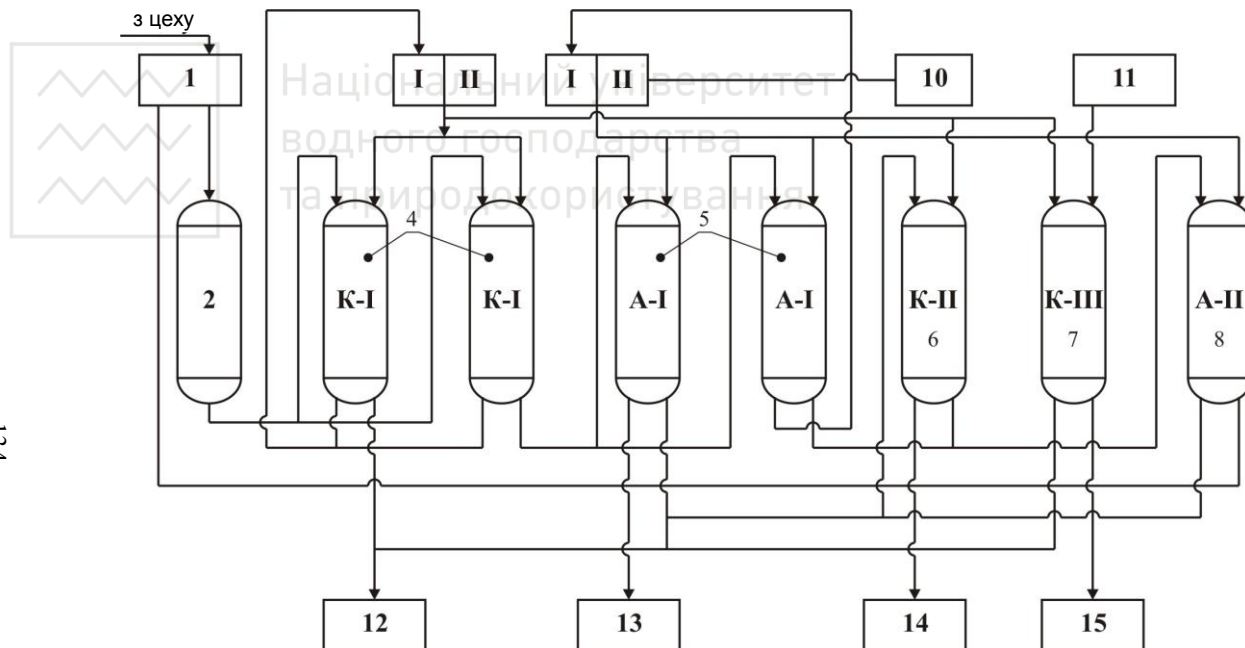 з цеху
1
I II
I II
10
11
Національний університет
водного господарства
та природокористування
4
5
2
К-I
К-I
А-I
А-I
К-II
6
К-III
7
А-II
8
134
12
13
14
15